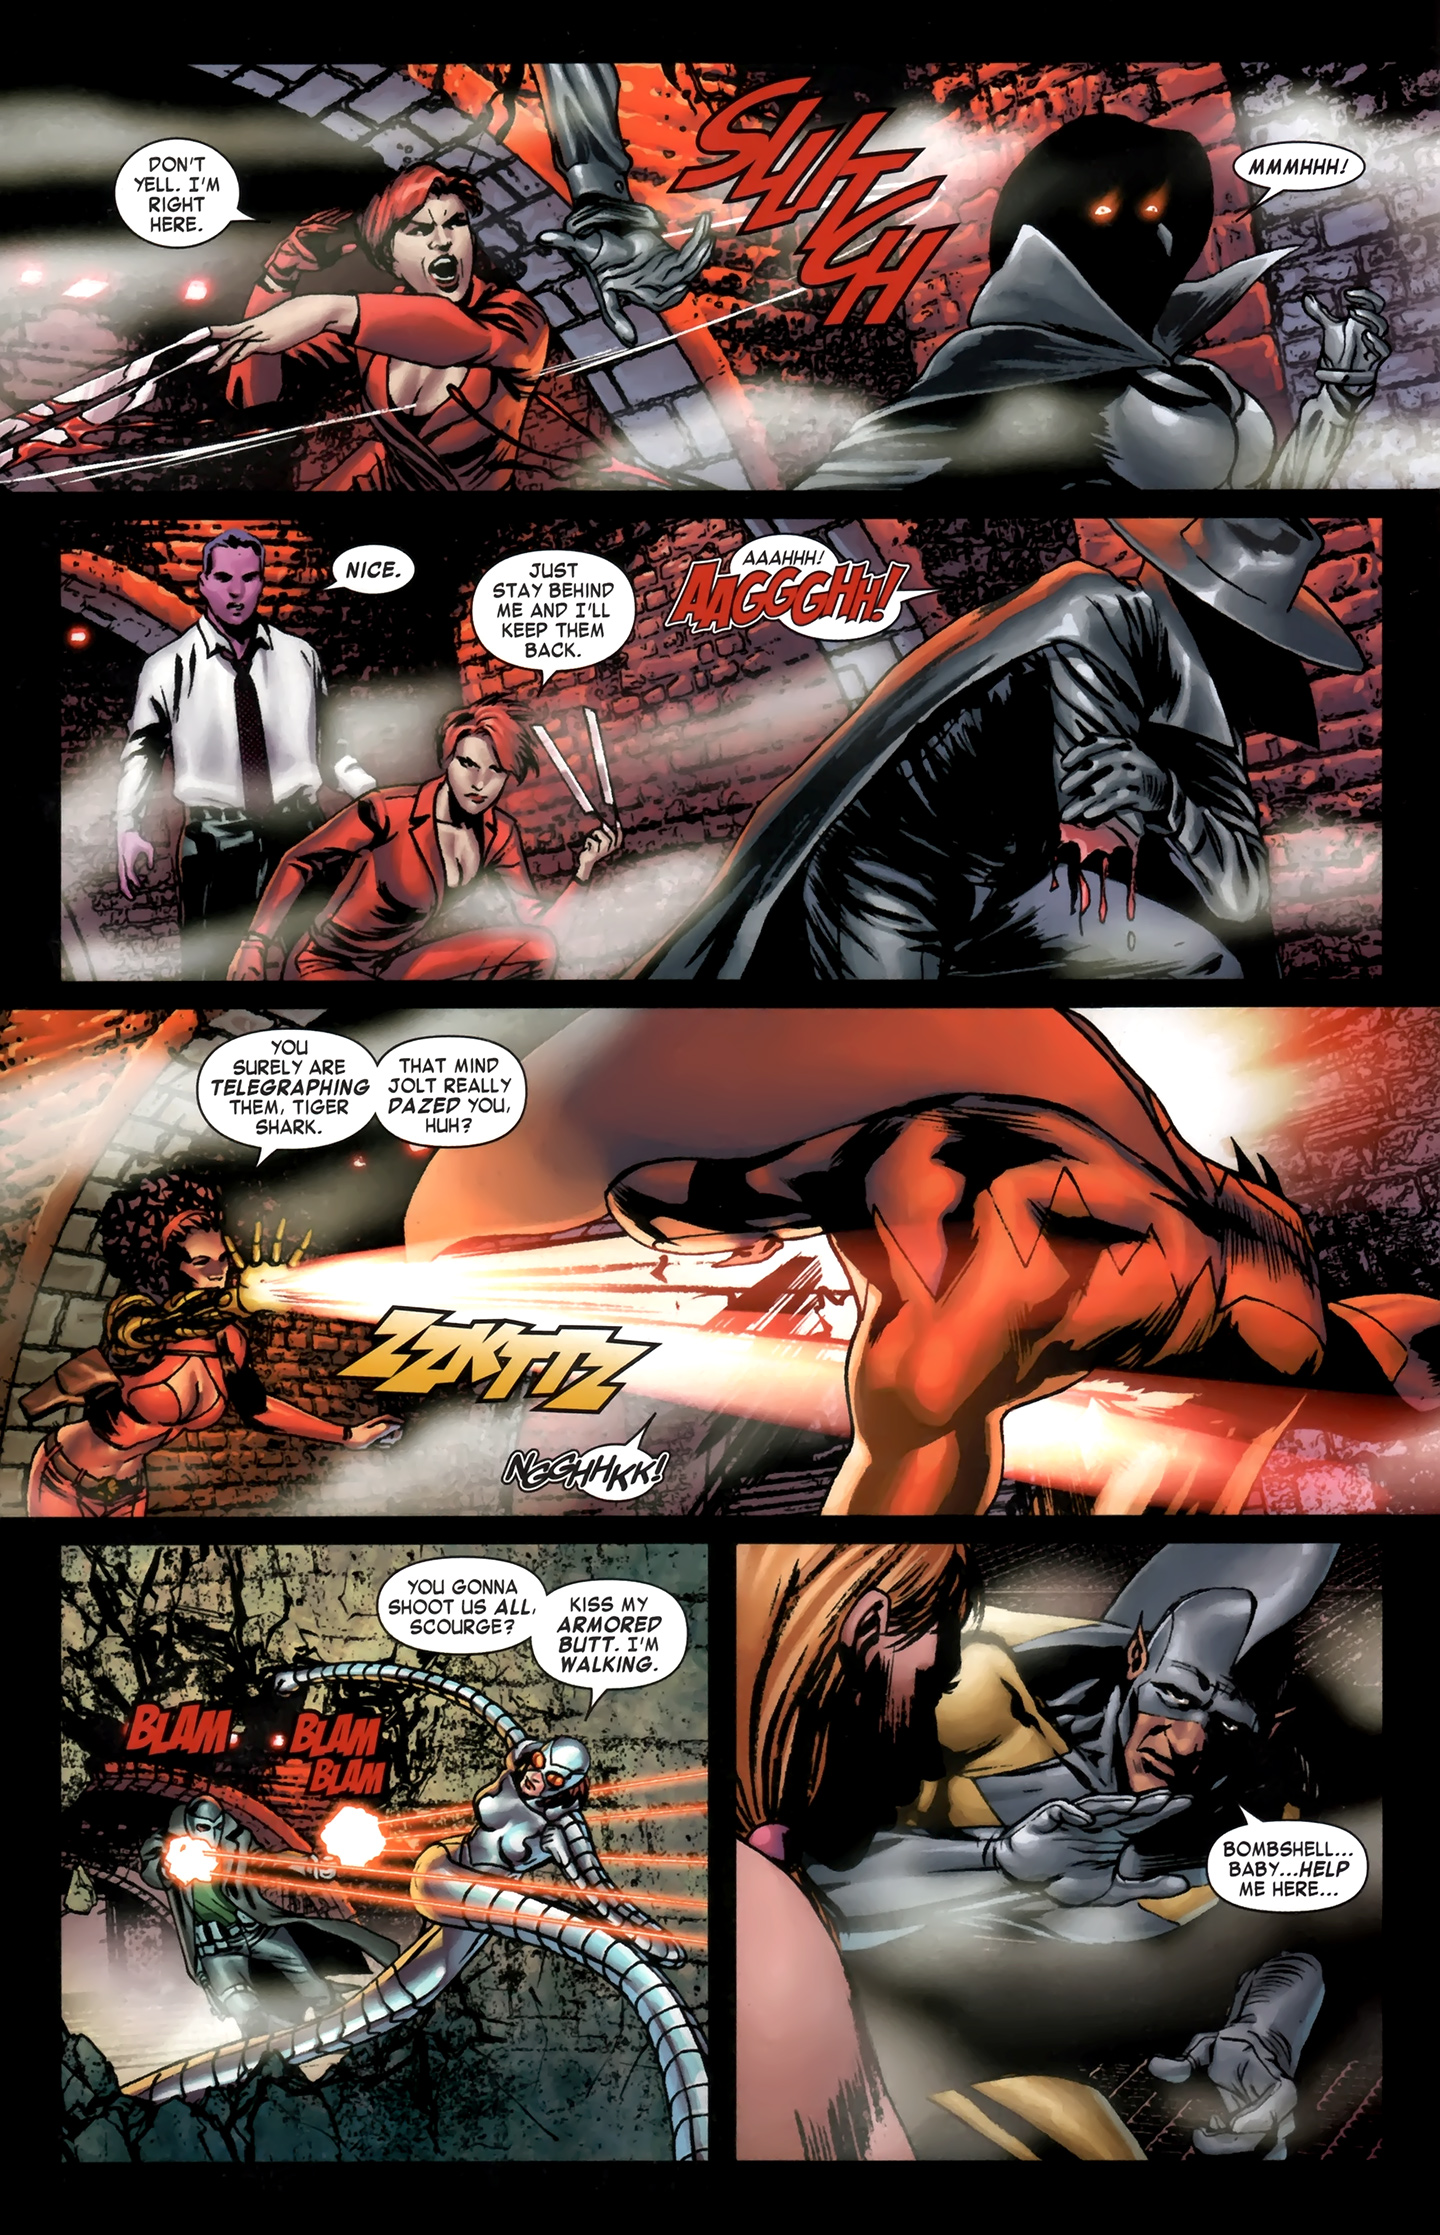 DON'T
YELL. I'M
RIGHT
HERE.
SLITCH
MMMHHH!
NICE.
JUST
STAY BEHIND
ME AND I'LL
KEEP THEM
BACK.
AAAHHH!
AAGGGGHH!
YOU
SURELY ARE
TELEGRAPHING
THEM, TIGER
SHARK.
THAT MIND
JOLT REALLY
DAZED YOU,
HUH?
ZZKTTZ
NGGHHKK!
YOU GONNA
SHOOT US ALL,
SCOURGE?
KISS MY
ARMORED
BUTT. I'M
WALKING.
BLAM
BLAM
BLAM
BOMBSHELL...
BABY...HELP
ME HERE...